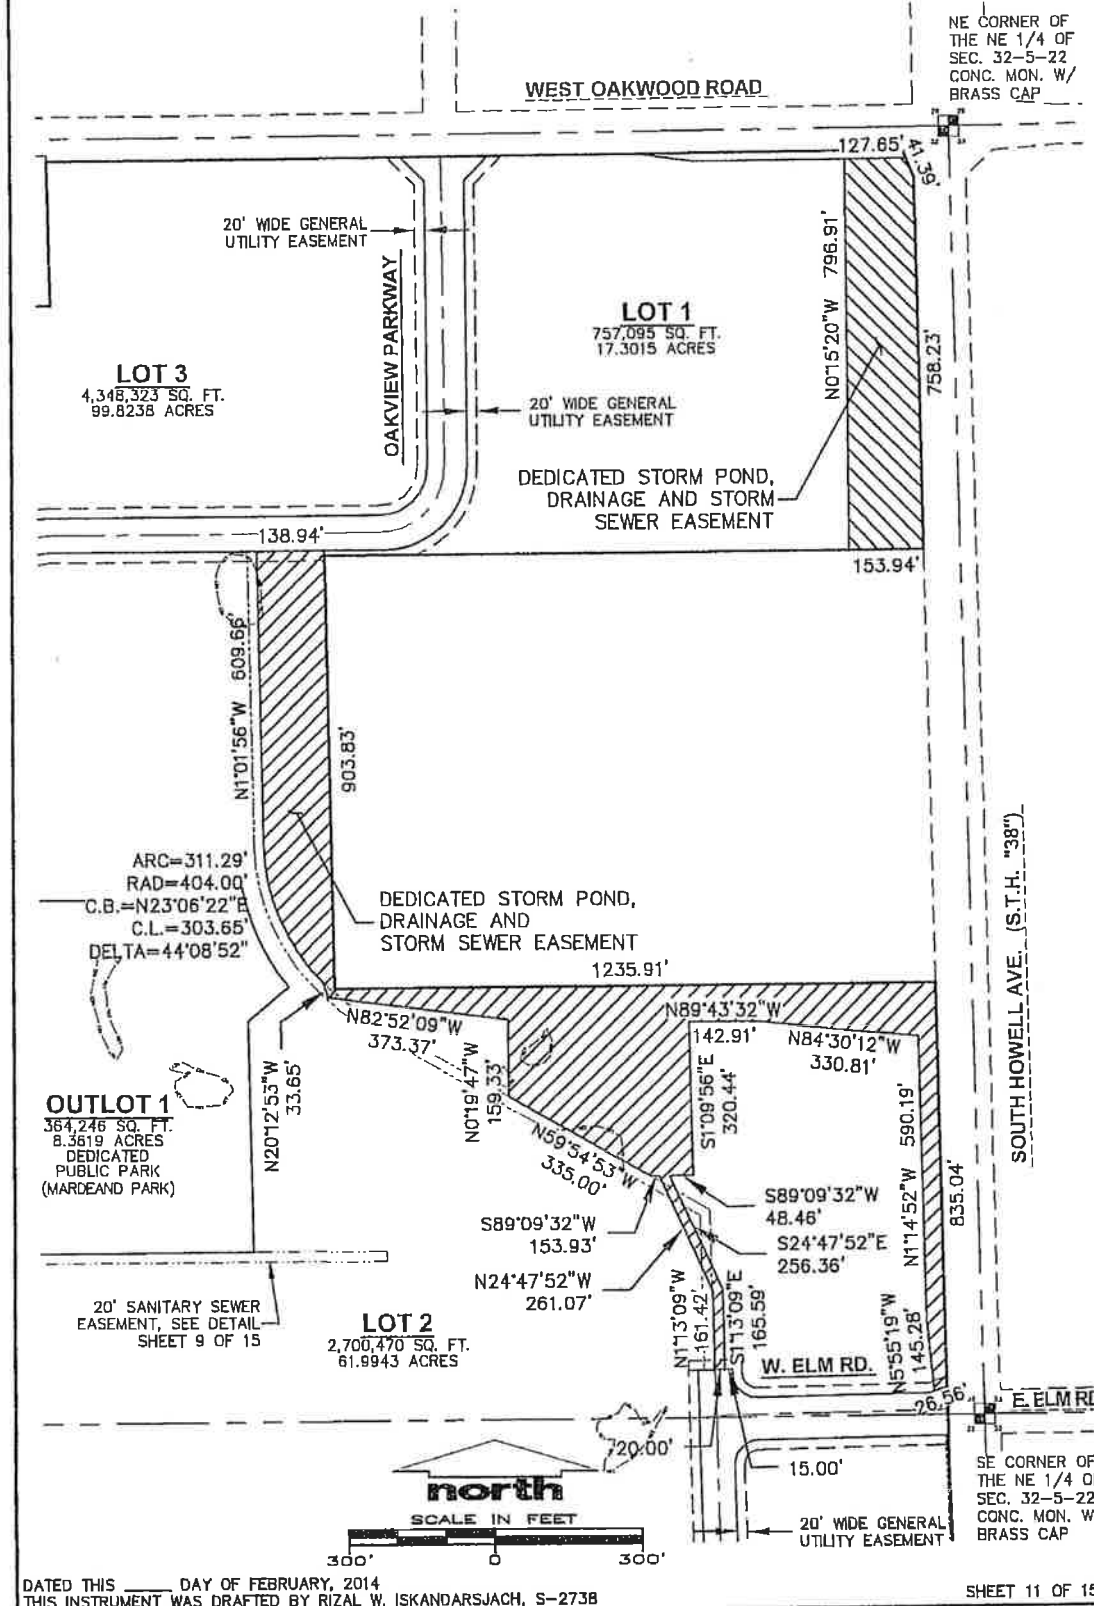 NE CORNER OF
THE NE 1/4 OF
SEC. 32-5-22
CONC. MON. W/
BRASS CAP
WEST OAKWOOD ROAD
127.65'
41.39'
20' WIDE GENERAL
UTILITY EASEMENT
OAKVIEW PARKWAY
LOT 1
757,095 SQ. FT.
17.3015 ACRES
N0°15'20"W 796.91'
758.23'
LOT 3
4,348,323 SQ. FT.
99.8238 ACRES
20' WIDE GENERAL
UTILITY EASEMENT
DEDICATED STORM POND,
DRAINAGE AND STORM
SEWER EASEMENT
138.94'
153.94'
N1°01'56"W 609.66'
903.83'
SOUTH HOWELL AVE. (S.T.H. "38")
ARC=311.29'
RAD=404.00'
C.B.=N23°06'22"E
C.L.=303.65'
DELTA=44°08'52"
DEDICATED STORM POND,
DRAINAGE AND
STORM SEWER EASEMENT
1235.91'
N82°52'09"W
373.37'
N89°43'32"W
142.91'
N84°30'12"W
330.81'
N20°12'53"W
33.65'
N0°19'47"W
159.33'
S1°09'56"E
320.44'
N1°14'52"W 590.19'
835.04'
OUTLOT 1
364,246 SQ. FT.
8.3619 ACRES
DEDICATED
PUBLIC PARK
(MARDEAND PARK)
N59°54'53"W
335.00'
S89°09'32"W
153.93'
S89°09'32"W
48.46'
S24°47'52"E
256.36'
N24°47'52"W
261.07'
N1°13'09"W
161.42'
S1°13'09"E
165.59'
N5°55'19"W
145.28'
20' SANITARY SEWER
EASEMENT, SEE DETAIL
SHEET 9 OF 15
LOT 2
2,700,470 SQ. FT.
61.9943 ACRES
W. ELM RD.
26.56'
E. ELM RD
20.00'
15.00'
SE CORNER OF
THE NE 1/4 O
SEC. 32-5-22
CONC. MON. W
BRASS CAP
north
SCALE IN FEET
300' 0 300'
20' WIDE GENERAL
UTILITY EASEMENT
DATED THIS ____ DAY OF FEBRUARY, 2014
THIS INSTRUMENT WAS DRAFTED BY RIZAL W. ISKANDARSJACH, S-2738
SHEET 11 OF 15